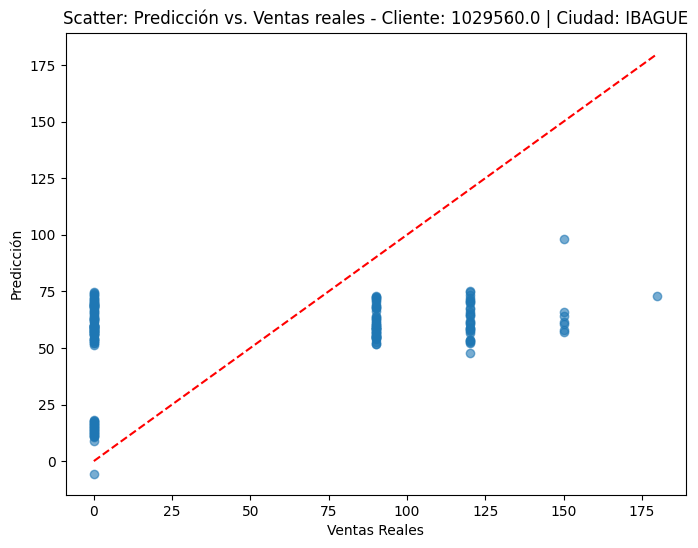 Scatter: Predicción vs. Ventas reales - Cliente: 1029560.0 | Ciudad: IBAGUE
175
150
125
100
75
50
25
0
Predicción
0 25 50 75 100 125 150 175
Ventas Reales